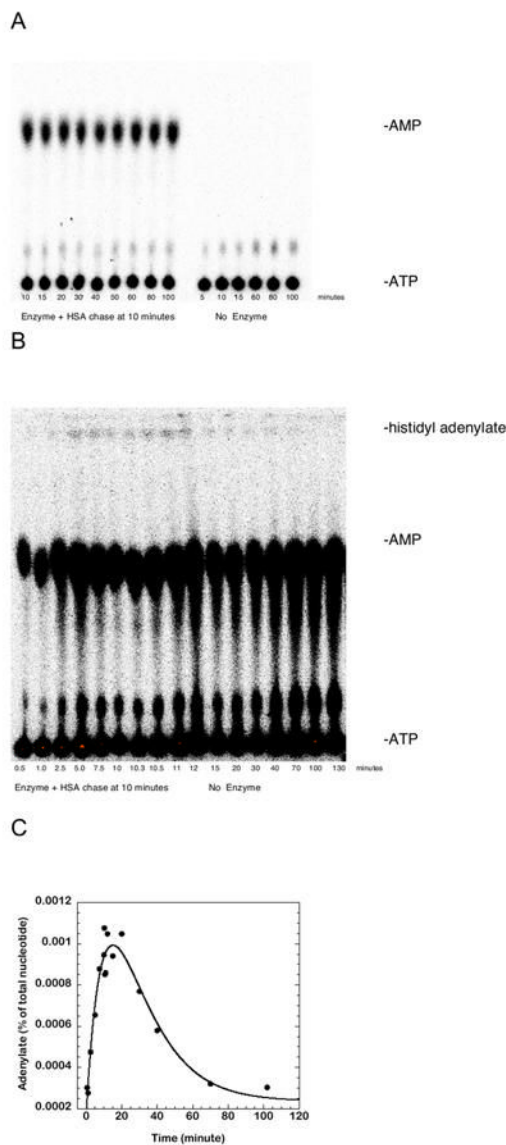 A
-AMP
-ATP
10 15 20 30 40 50 60 80 100 5 10 15 60 80 100 minutes
Enzyme + HSA chase at 10 minutes No Enzyme
B
-histidyl adenylate
-AMP
-ATP
0.5 1.0 2.5 5.0 7.5 10 10.3 10.5 11 12 15 20 30 40 70 100 130 minutes
Enzyme + HSA chase at 10 minutes No Enzyme
C
Adenylate (% of total nucleotide)
0.0012
0.001
0.0008
0.0006
0.0004
0.0002
0 20 40 60 80 100 120
Time (minute)